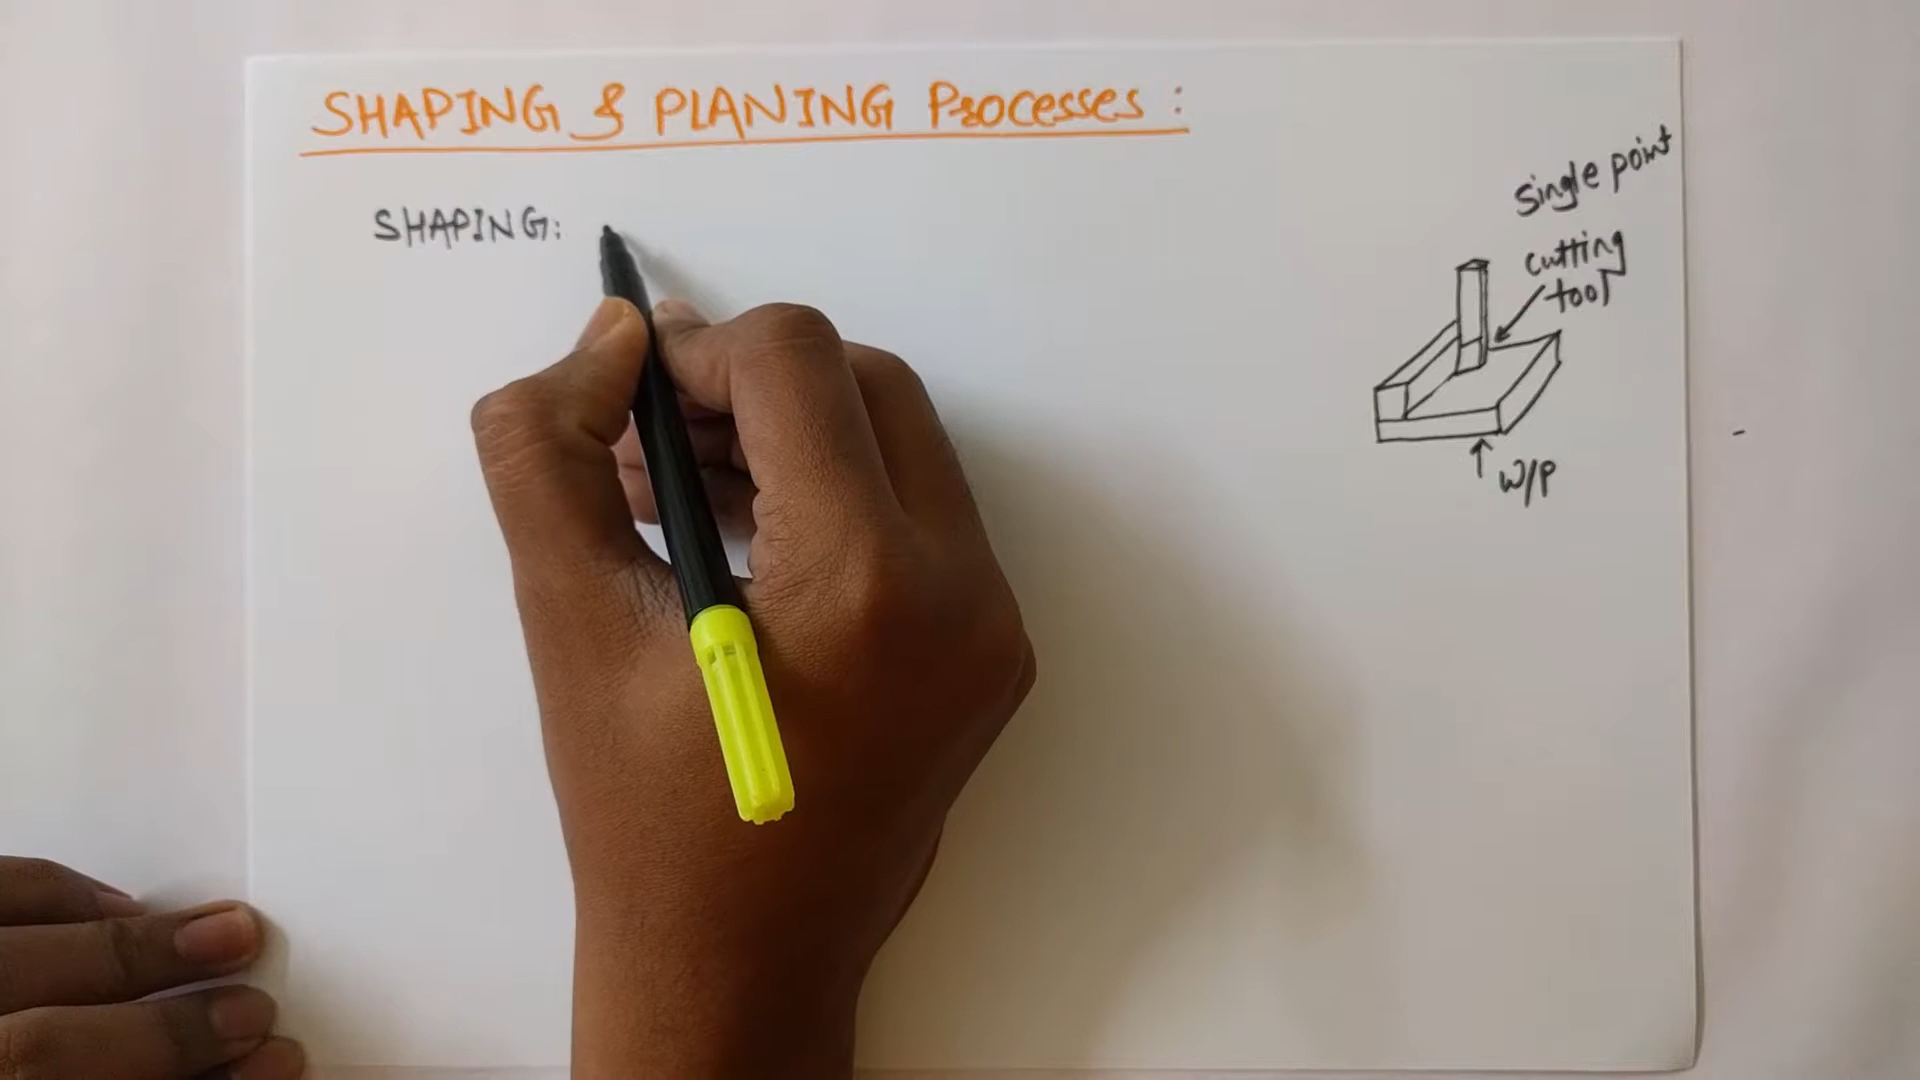 SHAPING & PLANING Processes :
SHAPING:
Single point
cutting
tool
W/P